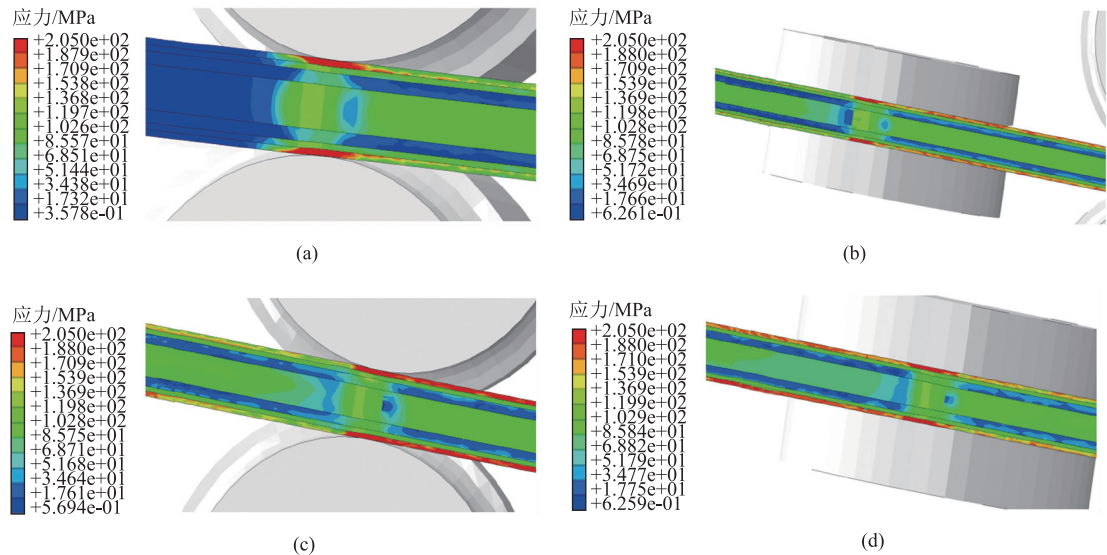 应力/MPa
+2.050e+02
+1.879e+02
+1.709e+02
+1.539e+02
+1.368e+02
+1.197e+02
+1.026e+02
+8.557e+01
+6.851e+01
+5.144e+01
+3.438e+01
+1.732e+01
+3.578e-01
(a)
应力/MPa
+2.050e+02
+1.880e+02
+1.709e+02
+1.539e+02
+1.369e+02
+1.198e+02
+1.028e+02
+8.578e+01
+6.875e+01
+5.172e+01
+3.469e+01
+1.766e+01
+6.261e-01
(b)
应力/MPa
+2.050e+02
+1.880e+02
+1.709e+02
+1.539e+02
+1.369e+02
+1.198e+02
+1.028e+02
+8.575e+01
+6.871e+01
+5.168e+01
+3.464e+01
+1.761e+01
+5.694e-01
(c)
应力/MPa
+2.050e+02
+1.880e+02
+1.710e+02
+1.539e+02
+1.369e+02
+1.199e+02
+1.029e+02
+8.584e+01
+6.882e+01
+5.179e+01
+3.477e+01
+1.775e+01
+6.259e-01
(d)